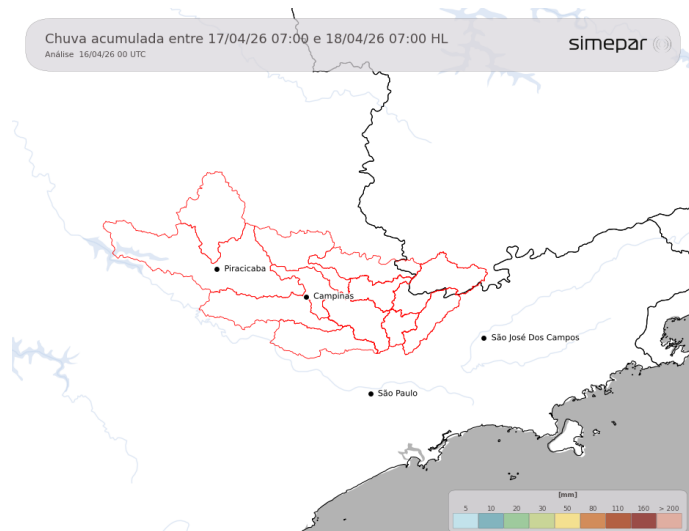 Chuva acumulada entre 17/04/26 07:00 e 18/04/26 07:00 HL
Análise 16/04/26 00 UTC
simepar
Piracicaba
Campinas
São José Dos Campos
São Paulo
[mm]
5 10 20 30 50 80 110 160 > 200